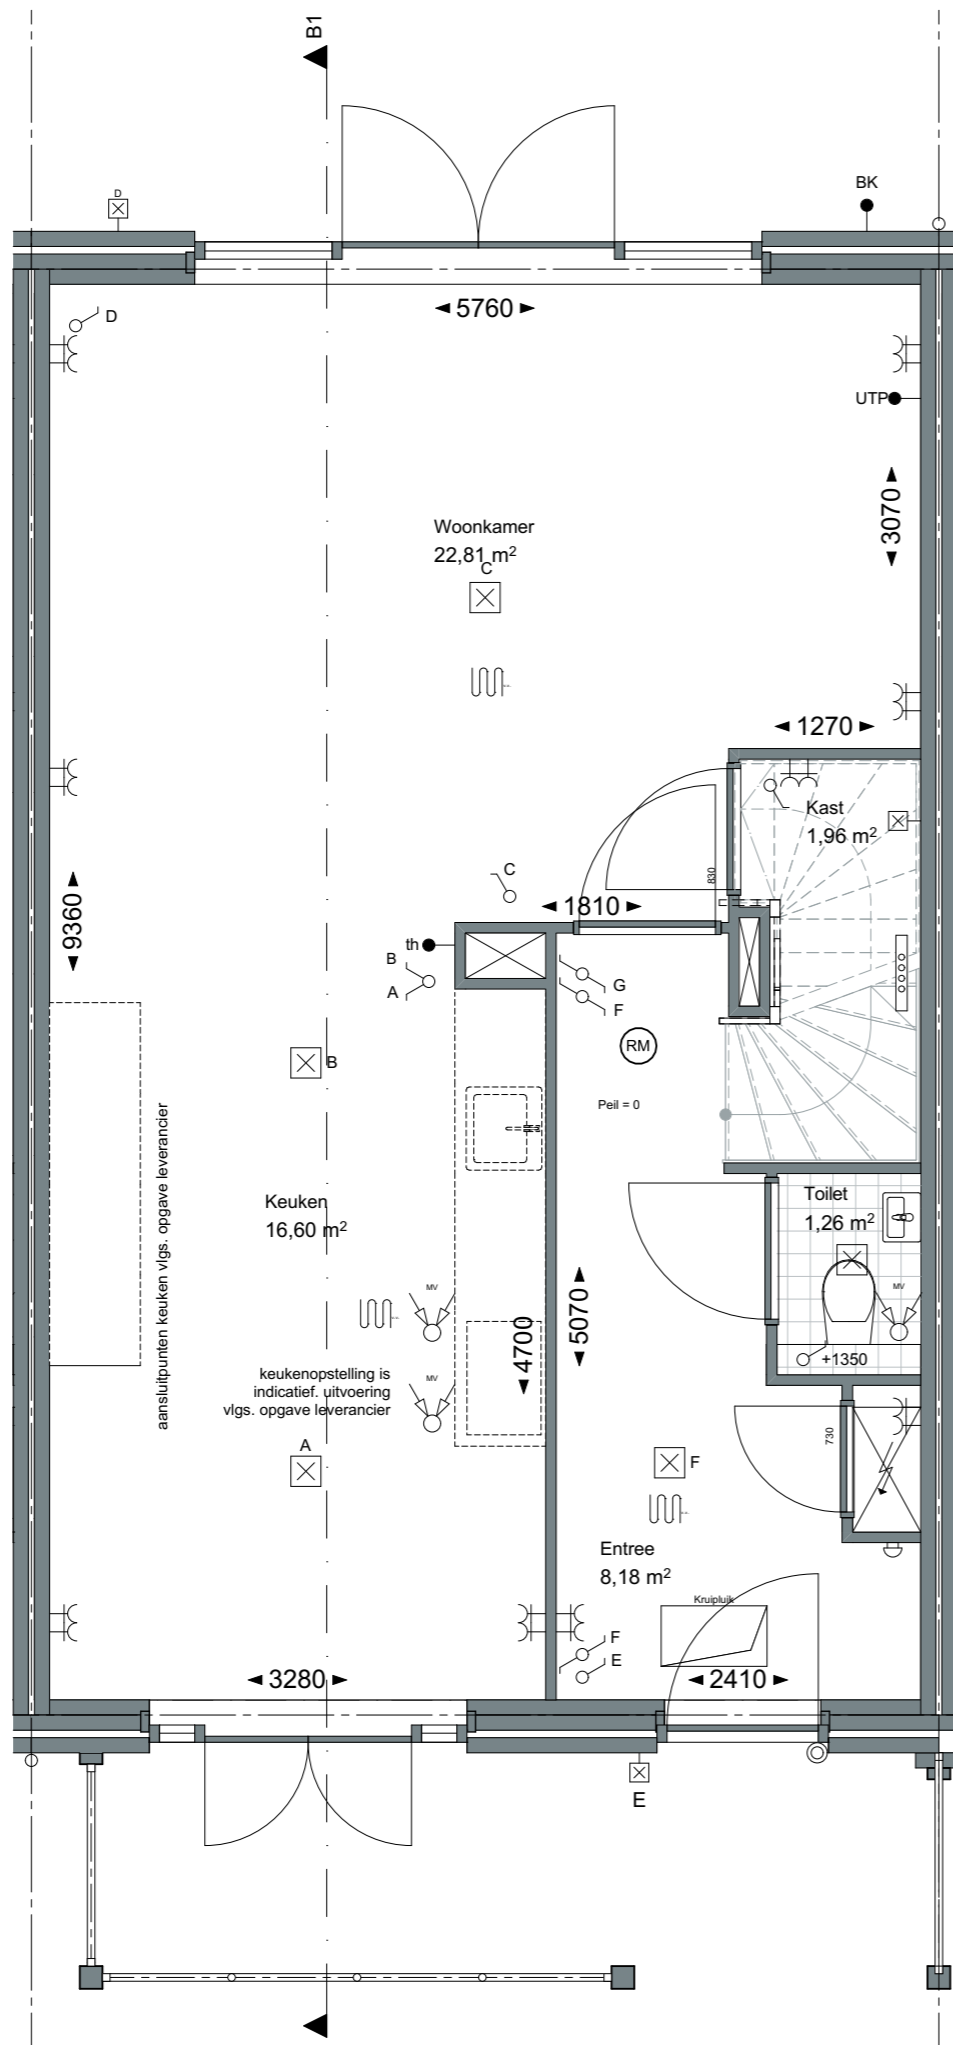 B1
D
BK
5760
D
UTP
3070
Woonkamer
22,81 m²
C
1270
Kast
1,96 m²
830
C
1810
9360
th
B
A
G
F
RM
B
Peil = 0
aansluitpunten keuken vlgs. opgave leverancier
Keuken
16,60 m²
Toilet
1,26 m²
MV
MV
5070
4700
+1350
keukenopstelling is
indicatief. uitvoering
vlgs. opgave leverancier
MV
730
A
F
Entree
8,18 m²
Kruipluik
F
E
3280
2410
E